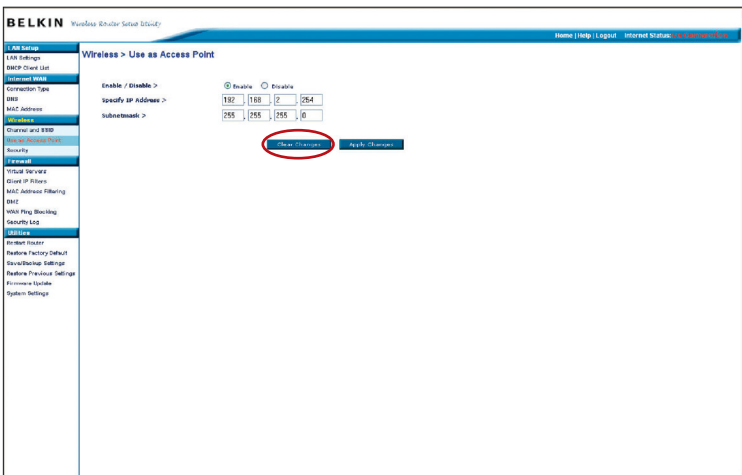 BELKIN Wireless Router Setup Utility
Home | Help | Logout Internet Status: No Connection
LAN Setup
LAN Settings
DHCP Client List
Internet WAN
Connection Type
DNS
MAC Address
Wireless
Channel and SSID
Use as Access Point
Security
Firewall
Virtual Servers
Client IP Filters
MAC Address Filtering
DMZ
WAN Ping Blocking
Security Log
Utilities
Restart Router
Restore Factory Default
Save/Backup Settings
Restore Previous Settings
Firmware Update
System Settings
Wireless > Use as Access Point
Enable / Disable > Enable Disable
Specify IP Address > 192 . 168 . 2 . 254
Subnetmask > 255 . 255 . 255 . 0
Clear Changes Apply Changes